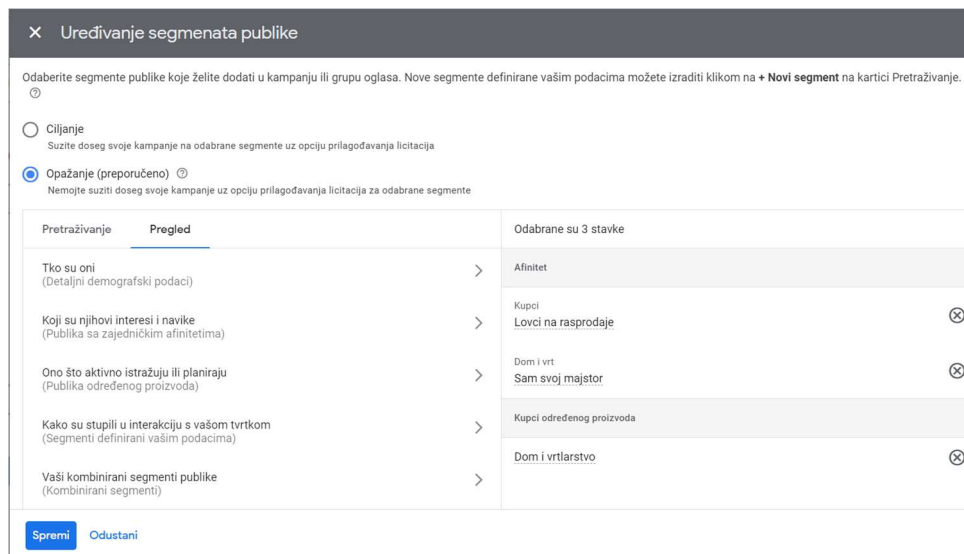 Uređivanje segmenata publike
Odaberite segmente publike koje želite dodati u kampanju ili grupu oglasa. Nove segmente definirane vašim podacima možete izraditi klikom na + Novi segment na kartici Pretraživanje.
Ciljanje
Suzite doseg svoje kampanje na odabrane segmente uz opciju prilagođavanja licitacija
Opažanje (preporučeno)
Nemojte suziti doseg svoje kampanje uz opciju prilagođavanja licitacija za odabrane segmente
Pretraživanje Pregled
Tko su oni
(Detaljni demografski podaci)
Koji su njihovi interesi i navike
(Publika sa zajedničkim afinitetima)
Ono što aktivno istražuju ili planiraju
(Publika određenog proizvoda)
Kako su stupili u interakciju s vašom tvrtkom
(Segmenti definirani vašim podacima)
Vaši kombinirani segmenti publike
(Kombinirani segmenti)
Odabrane su 3 stavke
Afinitet
Kupci
Lovci na rasprodaje
Dom i vrt
Sam svoj majstor
Kupci određenog proizvoda
Dom i vrtlarstvo
Spremi Odustani